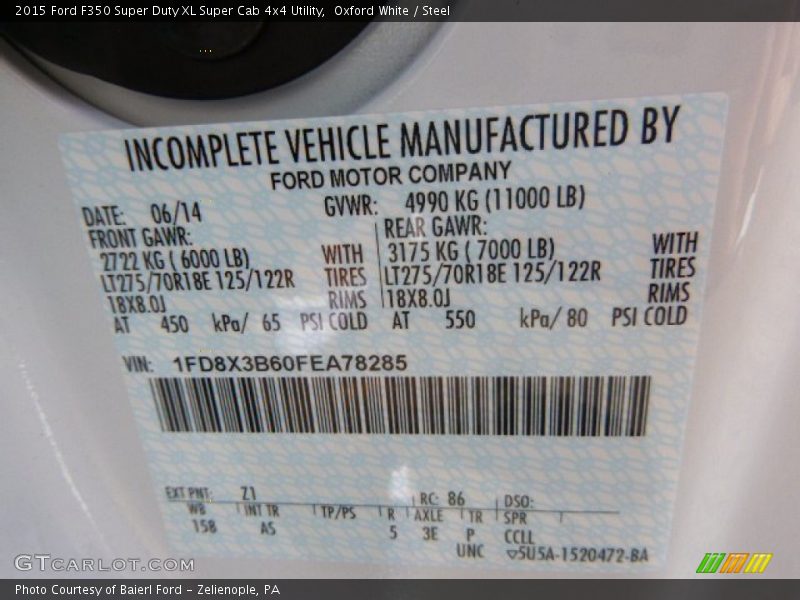 2015 Ford F350 Super Duty XL Super Cab 4x4 Utility,  Oxford White / Steel
INCOMPLETE VEHICLE MANUFACTURED BY
FORD MOTOR COMPANY
DATE: 06/14 GVWR: 4990 KG (11000 LB)
FRONT GAWR: REAR GAWR:
2722 KG ( 6000 LB) WITH 3175 KG ( 7000 LB) WITH
LT275/70R18E 125/122R TIRES LT275/70R18E 125/122R TIRES
18X8.0J RIMS 18X8.0J RIMS
AT 450 kPa/ 65 PSI COLD AT 550 kPa/ 80 PSI COLD
VIN: 1FD8X3B60FEA78285
EXT PNT: Z1 RC: 86 DSO:
WB INT TR TP/PS R AXLE TR SPR
158 AS 5 3E P CCLL
UNC ▽5U5A-1520472-BA
GTCARLOT.COM
Photo Courtesy of Baierl Ford - Zelienople, PA